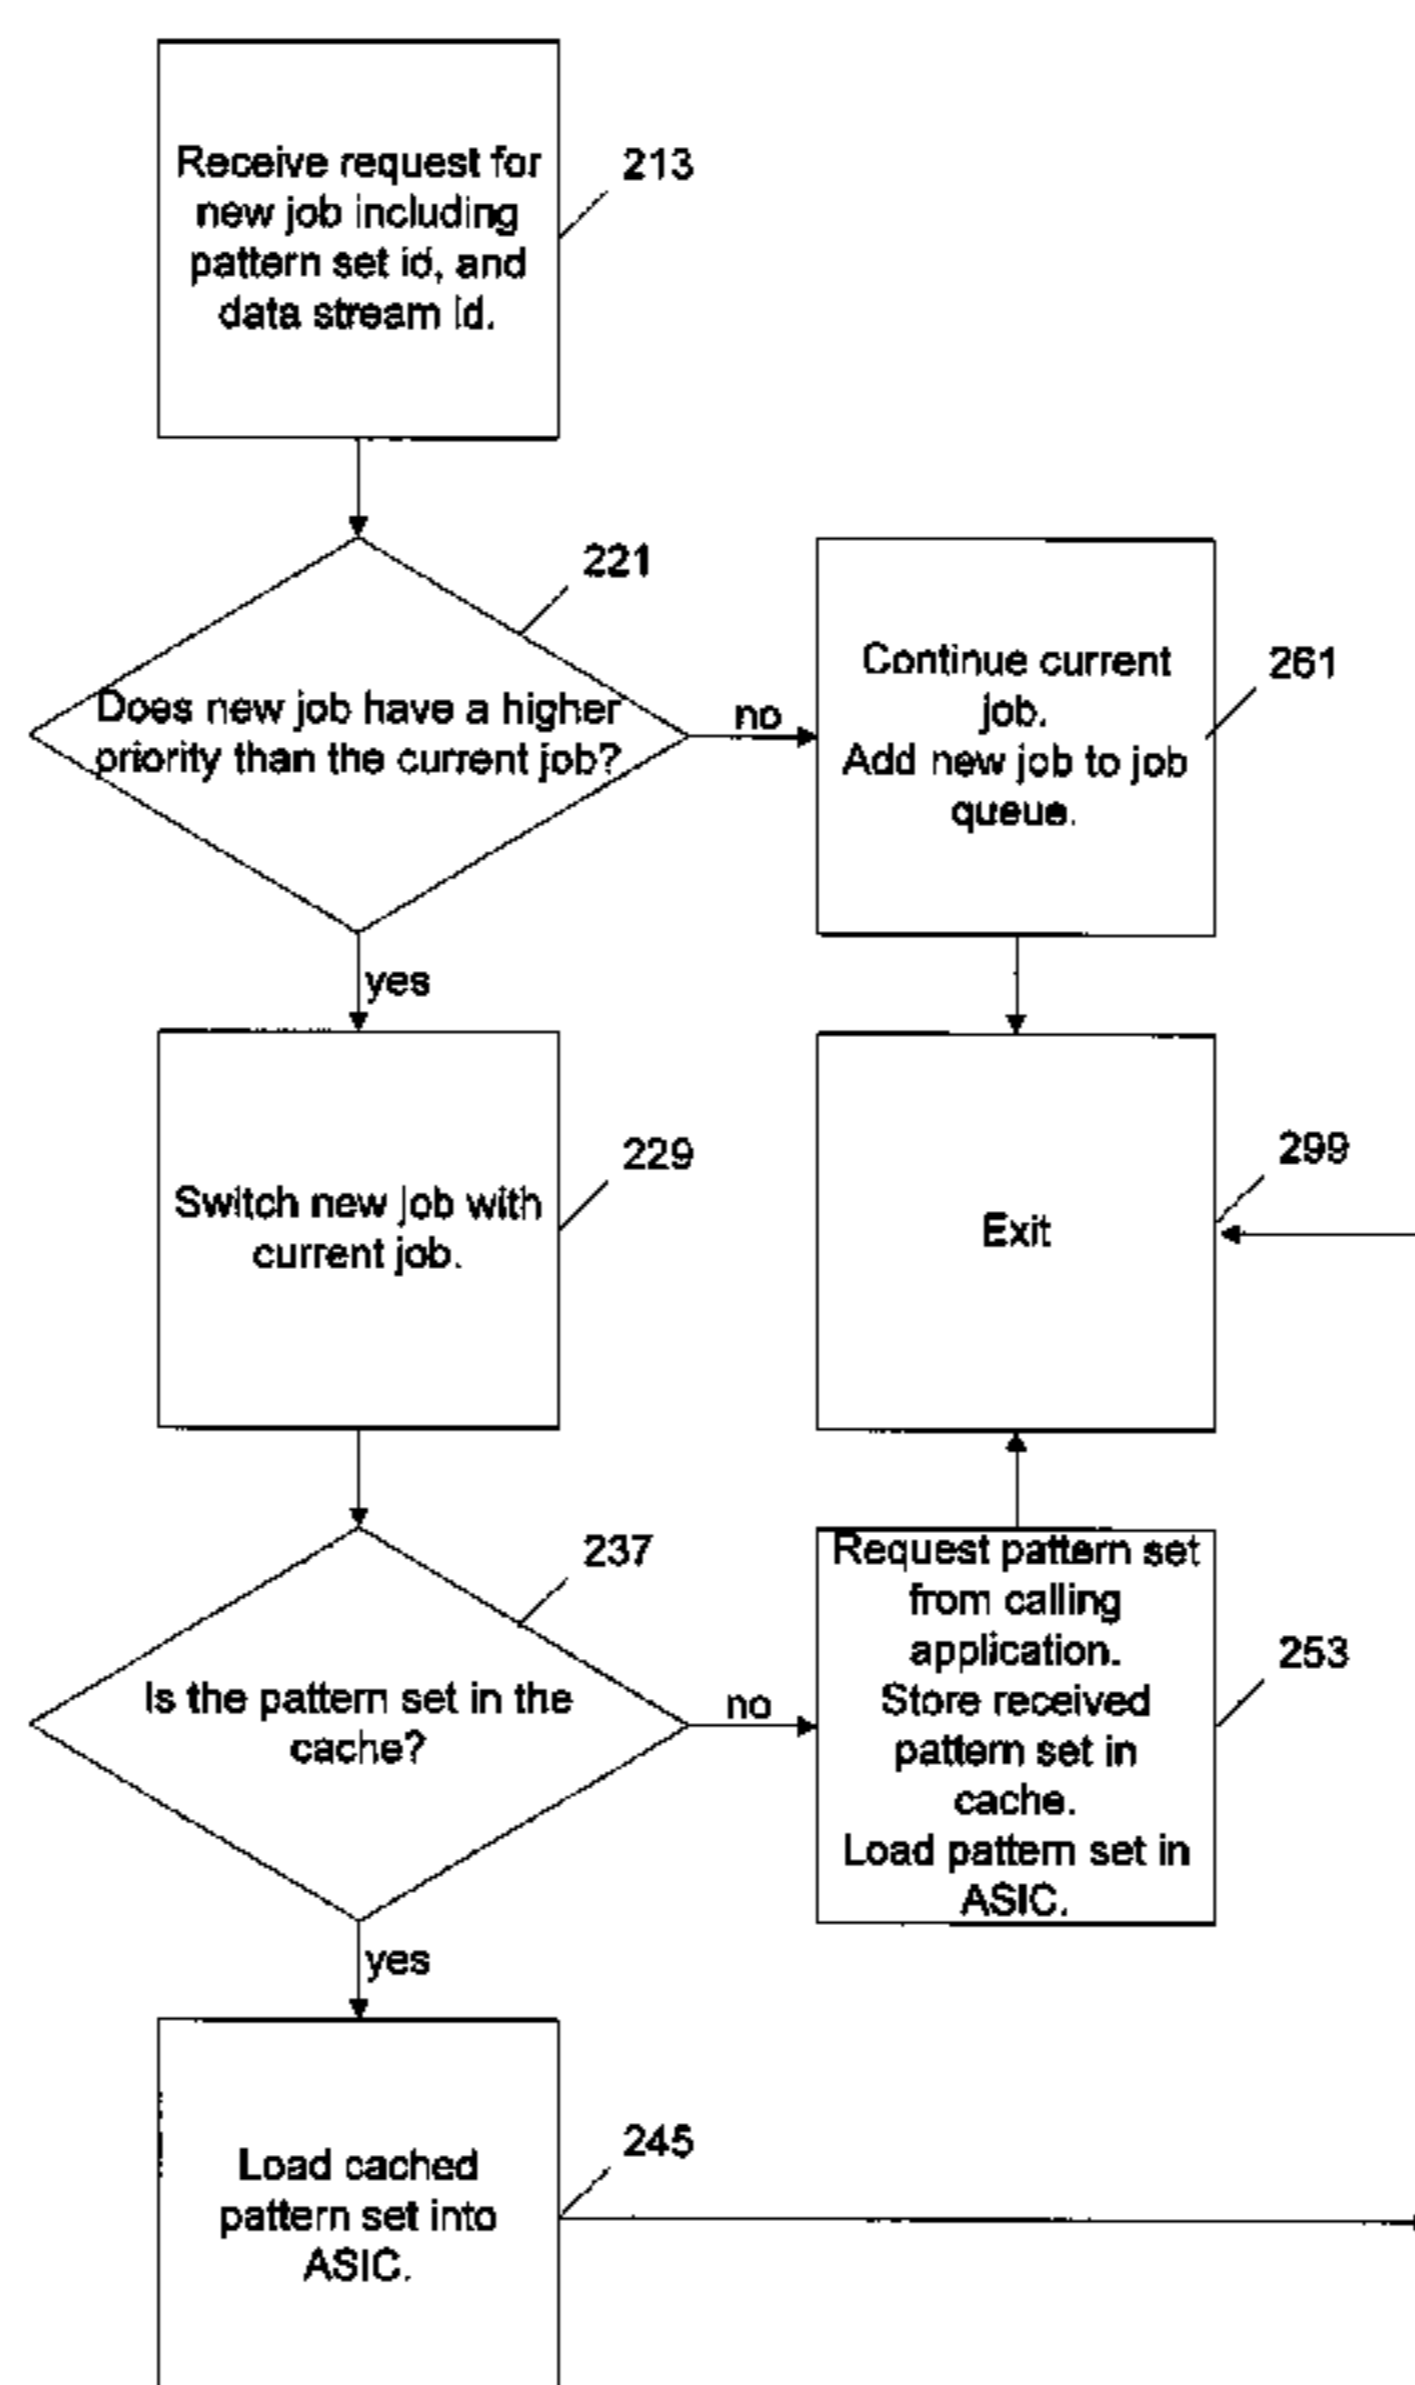 Receive request for
new job including
pattern set id, and
data stream id.
213
221
Does new job have a higher
priority than the current job?
no
Continue current
job.
Add new job to job
queue.
261
yes
Switch new job with
current job.
229
Exit
299
237
Is the pattern set in the
cache?
no
Request pattern set
from calling
application.
Store received
pattern set in
cache.
Load pattern set in
ASIC.
253
yes
Load cached
pattern set into
ASIC.
245